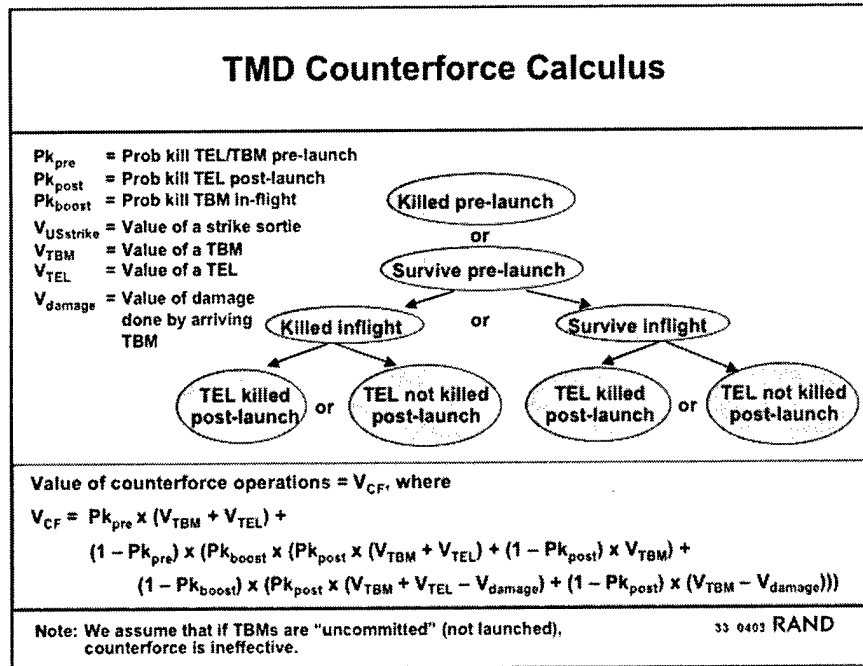 TMD Counterforce Calculus
Pk_pre = Prob kill TEL/TBM pre-launch
Pk_post = Prob kill TEL post-launch
Pk_boost = Prob kill TBM in-flight
V_USstrike = Value of a strike sortie
V_TBM = Value of a TBM
V_TEL = Value of a TEL
V_damage = Value of damage
done by arriving
TBM
Killed pre-launch
or
Survive pre-launch
Killed inflight
or
Survive inflight
TEL killed
post-launch
or
TEL not killed
post-launch
TEL killed
post-launch
or
TEL not killed
post-launch
Value of counterforce operations = V_CF, where
V_CF = Pk_pre x (V_TBM + V_TEL) +
(1 – Pk_pre) x (Pk_boost x (Pk_post x (V_TBM + V_TEL) + (1 – Pk_post) x V_TBM) +
(1 – Pk_boost) x (Pk_post x (V_TBM + V_TEL – V_damage) + (1 – Pk_post) x (V_TBM – V_damage)))
Note: We assume that if TBMs are “uncommitted” (not launched),
counterforce is ineffective.
33 0403 RAND